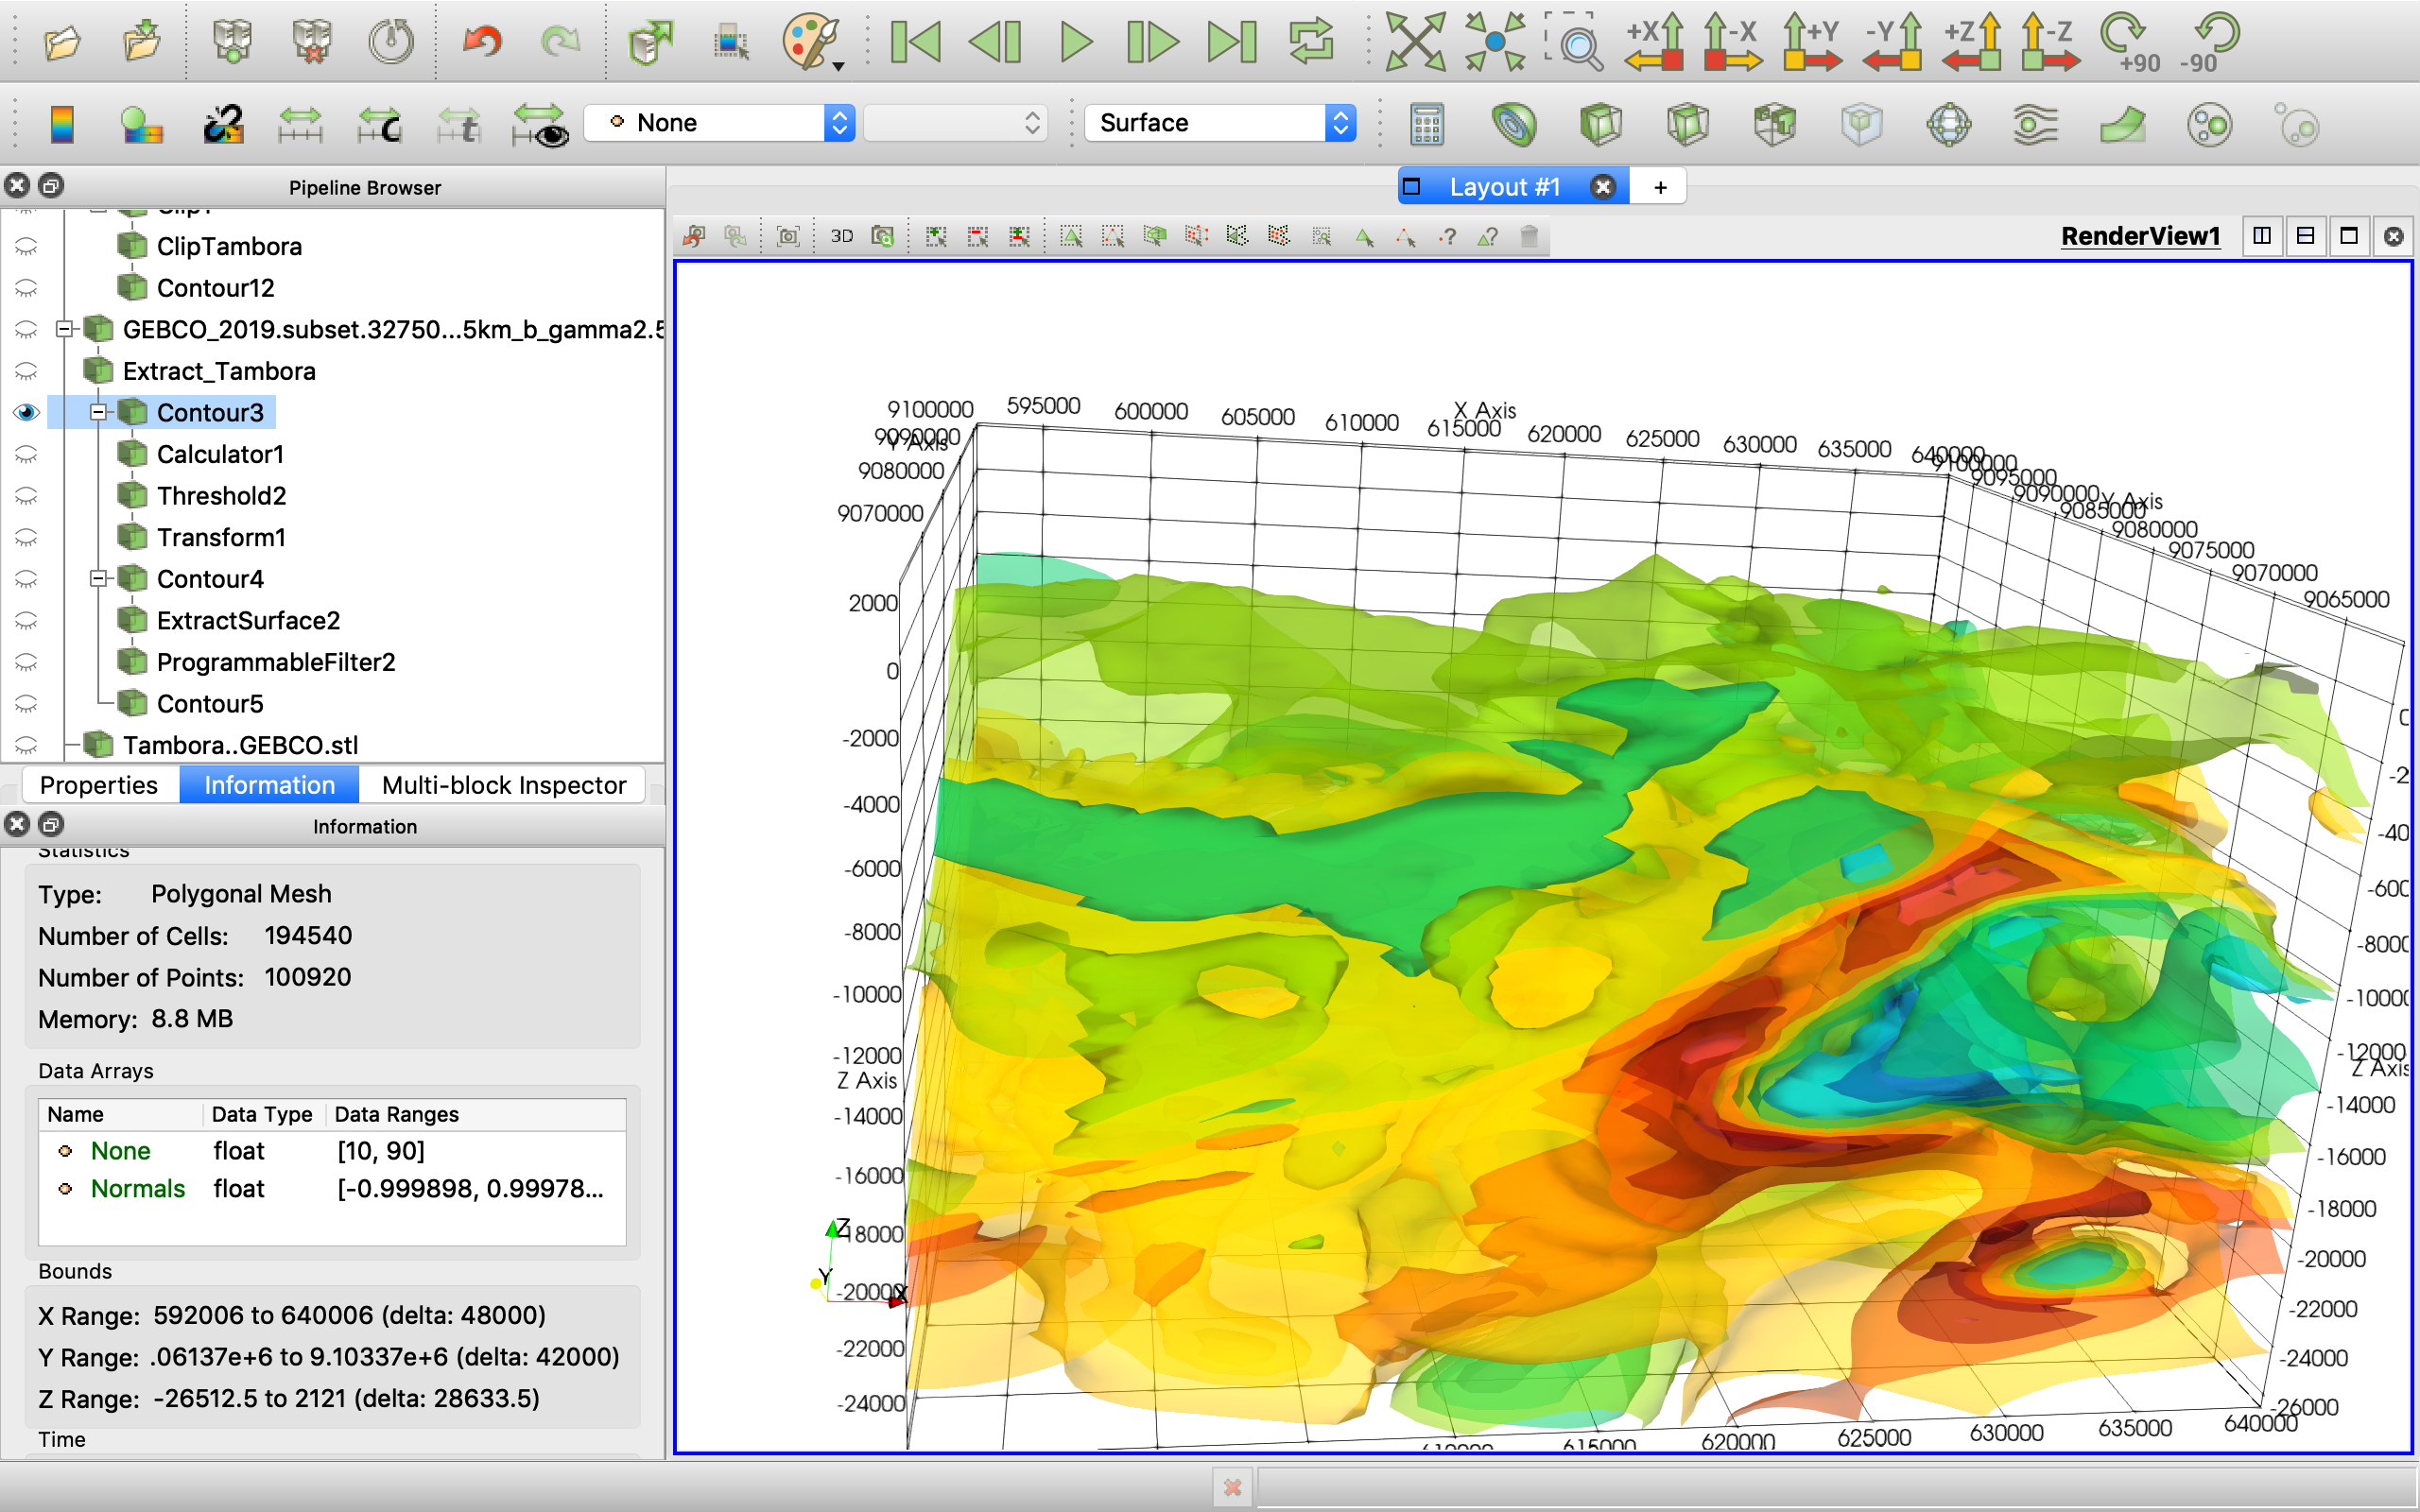 +X
-X
+Y
-Y
+Z
-Z
+90
-90
C
t
None
Surface
Pipeline Browser
Layout #1
+
ClipTambora
Contour12
GEBCO_2019.subset.32750...5km_b_gamma2.5
Extract_Tambora
Contour3
Calculator1
Threshold2
Transform1
Contour4
ExtractSurface2
ProgrammableFilter2
Contour5
Tambora..GEBCO.stl
3D
RenderView1
Properties
Information
Multi-block Inspector
Information
Statistics
Type: Polygonal Mesh
Number of Cells: 194540
Number of Points: 100920
Memory: 8.8 MB
Data Arrays
Name Data Type Data Ranges
None float [10, 90]
Normals float [-0.999898, 0.99978...
Bounds
X Range: 592006 to 640006 (delta: 48000)
Y Range: .06137e+6 to 9.10337e+6 (delta: 42000)
Z Range: -26512.5 to 2121 (delta: 28633.5)
Time
9100000 595000 600000 605000 610000 X Axis 615000 620000 625000 630000 635000 640000
9090000 Y Axis
9080000
9070000
9100000
9095000
9090000 Y Axis
9085000
9080000
9075000
9070000
9065000
2000
0
-2000
-4000
-6000
-8000
-10000
-12000
Z Axis
-14000
-16000
-18000
-20000
-22000
-24000
-8000
-10000
-12000
Z Axis
-14000
-16000
-18000
-20000
-22000
-24000
-26000
Z
Y
X
610000 615000 620000 625000 630000 635000 640000